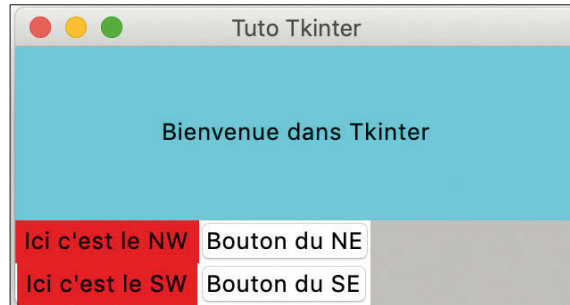 Tuto Tkinter
Bienvenue dans Tkinter
Ici c'est le NW Bouton du NE
Ici c'est le SW Bouton du SE